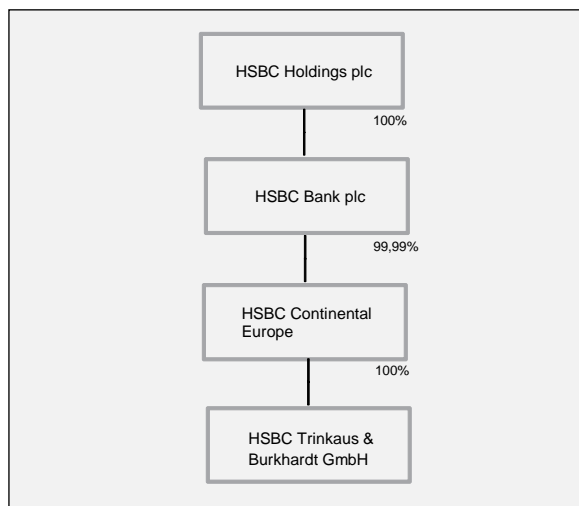 HSBC Holdings plc
100%
HSBC Bank plc
99,99%
HSBC Continental
Europe
100%
HSBC Trinkaus &
Burkhardt GmbH